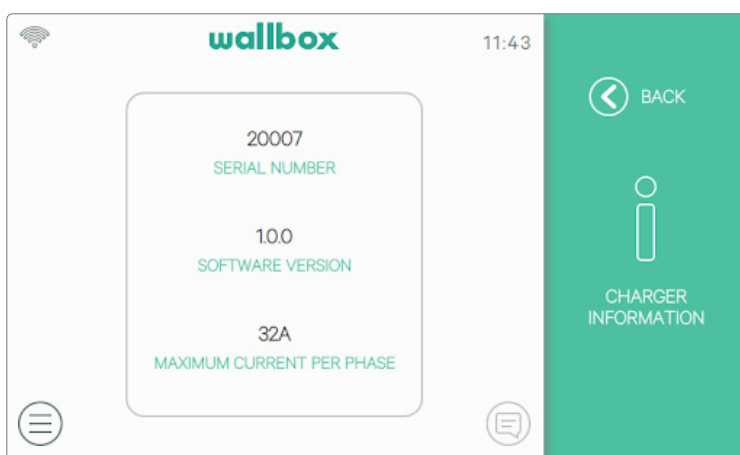 wallbox
11:43
20007
SERIAL NUMBER
1.0.0
SOFTWARE VERSION
32A
MAXIMUM CURRENT PER PHASE
BACK
CHARGER
INFORMATION